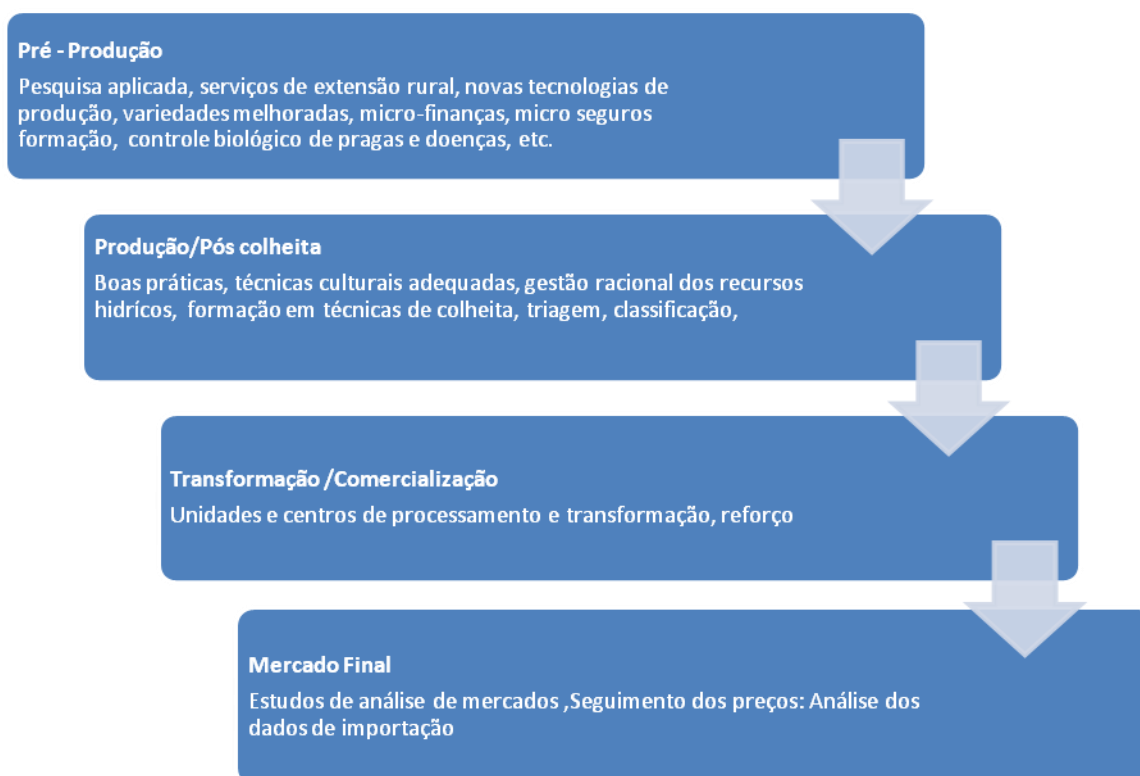 Pré - Produção
Pesquisa aplicada, serviços de extensão rural, novas tecnologias de
produção, variedades melhoradas, micro-finanças, micro seguros
formação, controle biológico de pragas e doenças, etc.
Produção/Pós colheita
Boas práticas, técnicas culturais adequadas, gestão racional dos recursos
hidrícos, formação em técnicas de colheita, triagem, classificação,
Transformação /Comercialização
Unidades e centros de processamento e transformação, reforço
Mercado Final
Estudos de análise de mercados ,Seguimento dos preços: Análise dos
dados de importação